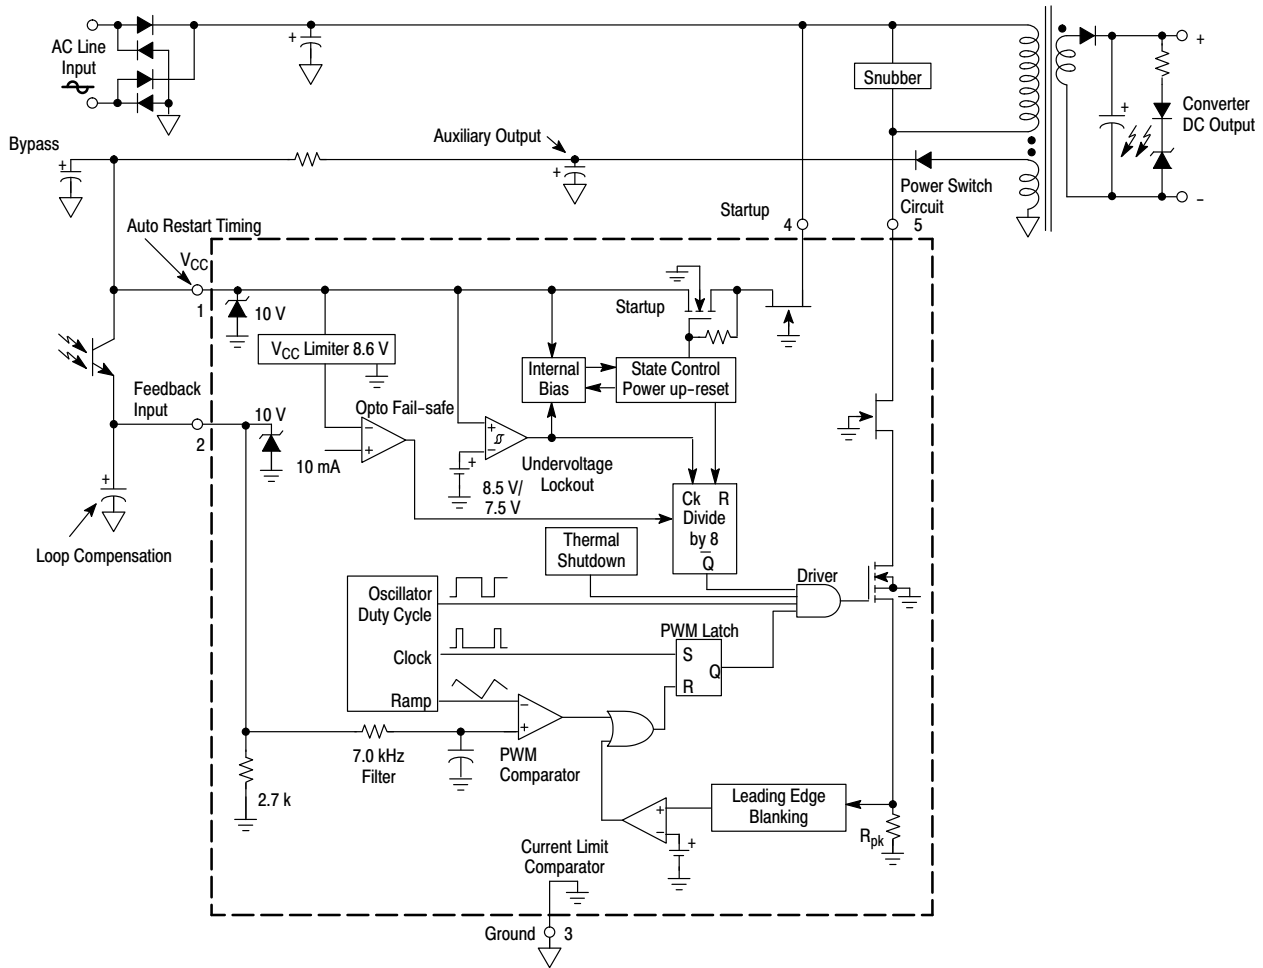 AC Line
Input
+
Snubber
+
Converter
DC Output
+
−
Bypass
+
Auxiliary Output
+
Power Switch
Circuit
Startup
4
5
Auto Restart Timing
VCC
1
10 V
Startup
VCC Limiter 8.6 V
Internal
Bias
State Control
Power up−reset
Feedback
Input
2
10 V
Opto Fail−safe
−
+
10 mA
+
−
+
Undervoltage
Lockout
8.5 V/
7.5 V
Ck R
Divide
by 8
Q
+
Loop Compensation
Thermal
Shutdown
Driver
Oscillator
Duty Cycle
Clock
Ramp
PWM Latch
S
Q
R
−
+
PWM
Comparator
7.0 kHz
Filter
2.7 k
Leading Edge
Blanking
+
−
+
Rpk
Current Limit
Comparator
Ground
3